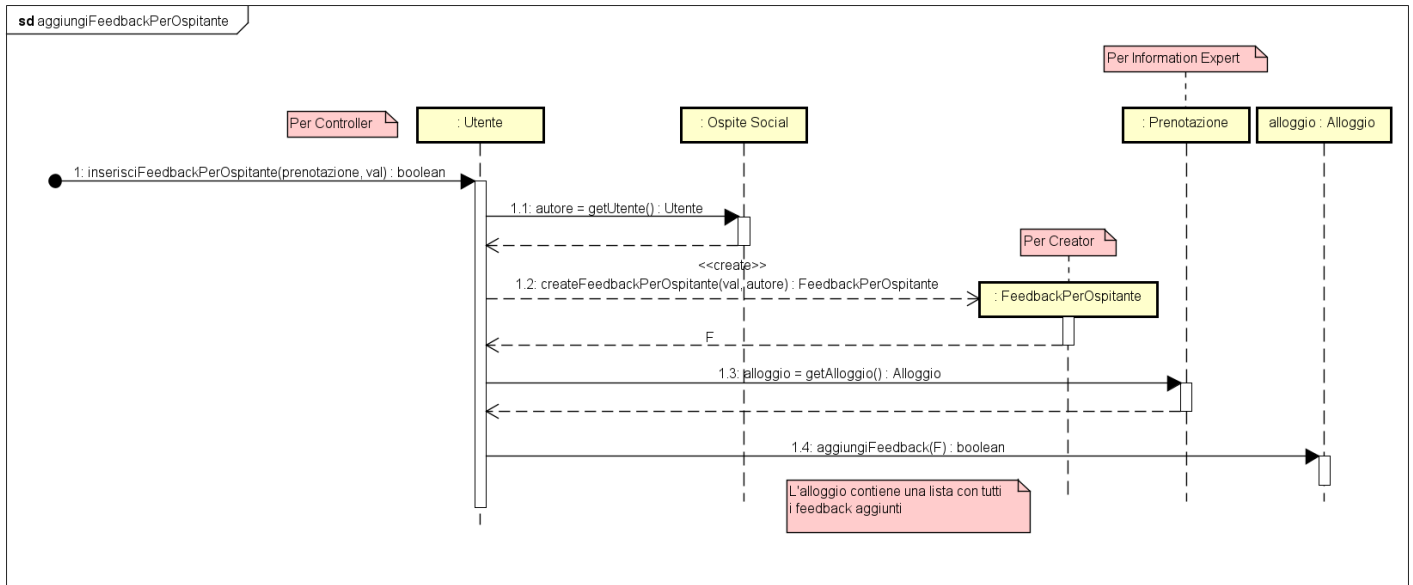 sd aggiungiFeedbackPerOspitante
Per Information Expert
Per Controller
: Utente
: Ospite Social
: Prenotazione
alloggio : Alloggio
1: inserisciFeedbackPerOspitante(prenotazione, val) : boolean
1.1: autore = getUtente() : Utente
Per Creator
<<create>>
1.2: createFeedbackPerOspitante(val, autore) : FeedbackPerOspitante
: FeedbackPerOspitante
F
1.3: alloggio = getAlloggio() : Alloggio
1.4: aggiungiFeedback(F) : boolean
L'alloggio contiene una lista con tutti
i feedback aggiunti